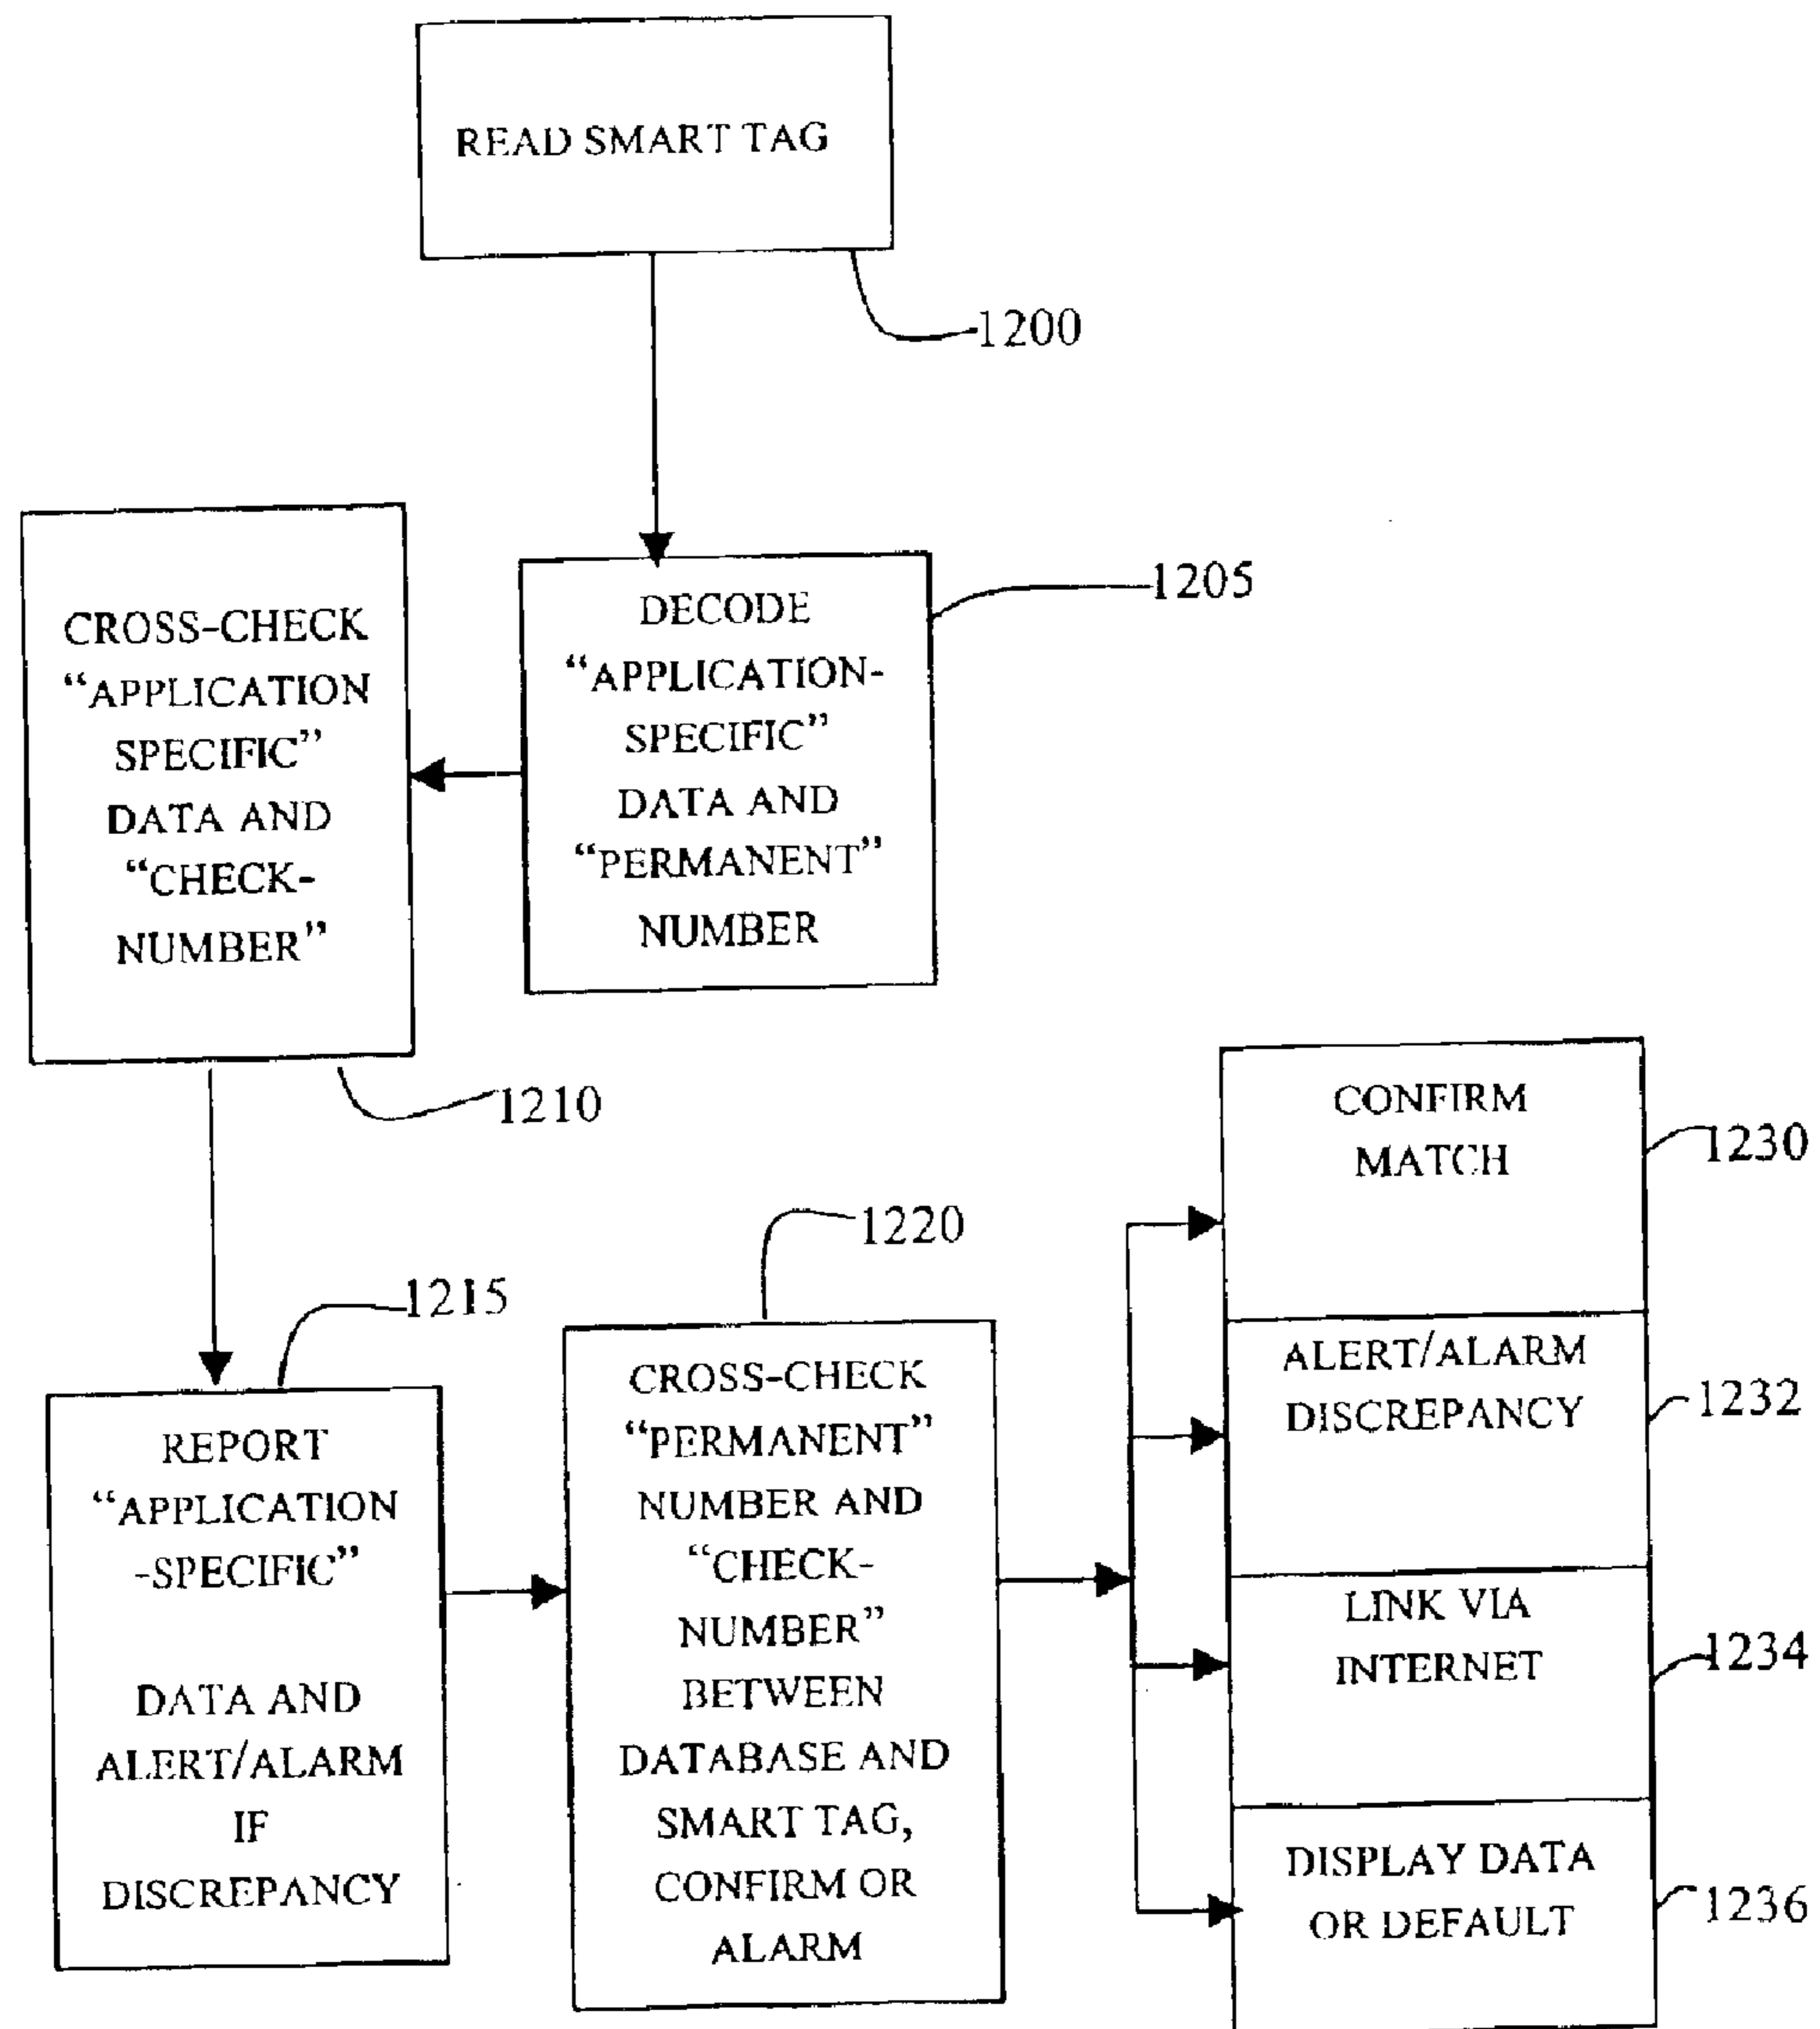 READ SMART TAG
1200
DECODE
“APPLICATION-
SPECIFIC”
DATA AND
“PERMANENT”
NUMBER
1205
CROSS-CHECK
“APPLICATION
SPECIFIC”
DATA AND
“CHECK-
NUMBER”
1210
REPORT
“APPLICATION
-SPECIFIC”
DATA AND
ALERT/ALARM
IF
DISCREPANCY
1215
CROSS-CHECK
“PERMANENT”
NUMBER AND
“CHECK-
NUMBER”
BETWEEN
DATABASE AND
SMART TAG,
CONFIRM OR
ALARM
1220
CONFIRM
MATCH
1230
ALERT/ALARM
DISCREPANCY
1232
LINK VIA
INTERNET
1234
DISPLAY DATA
OR DEFAULT
1236